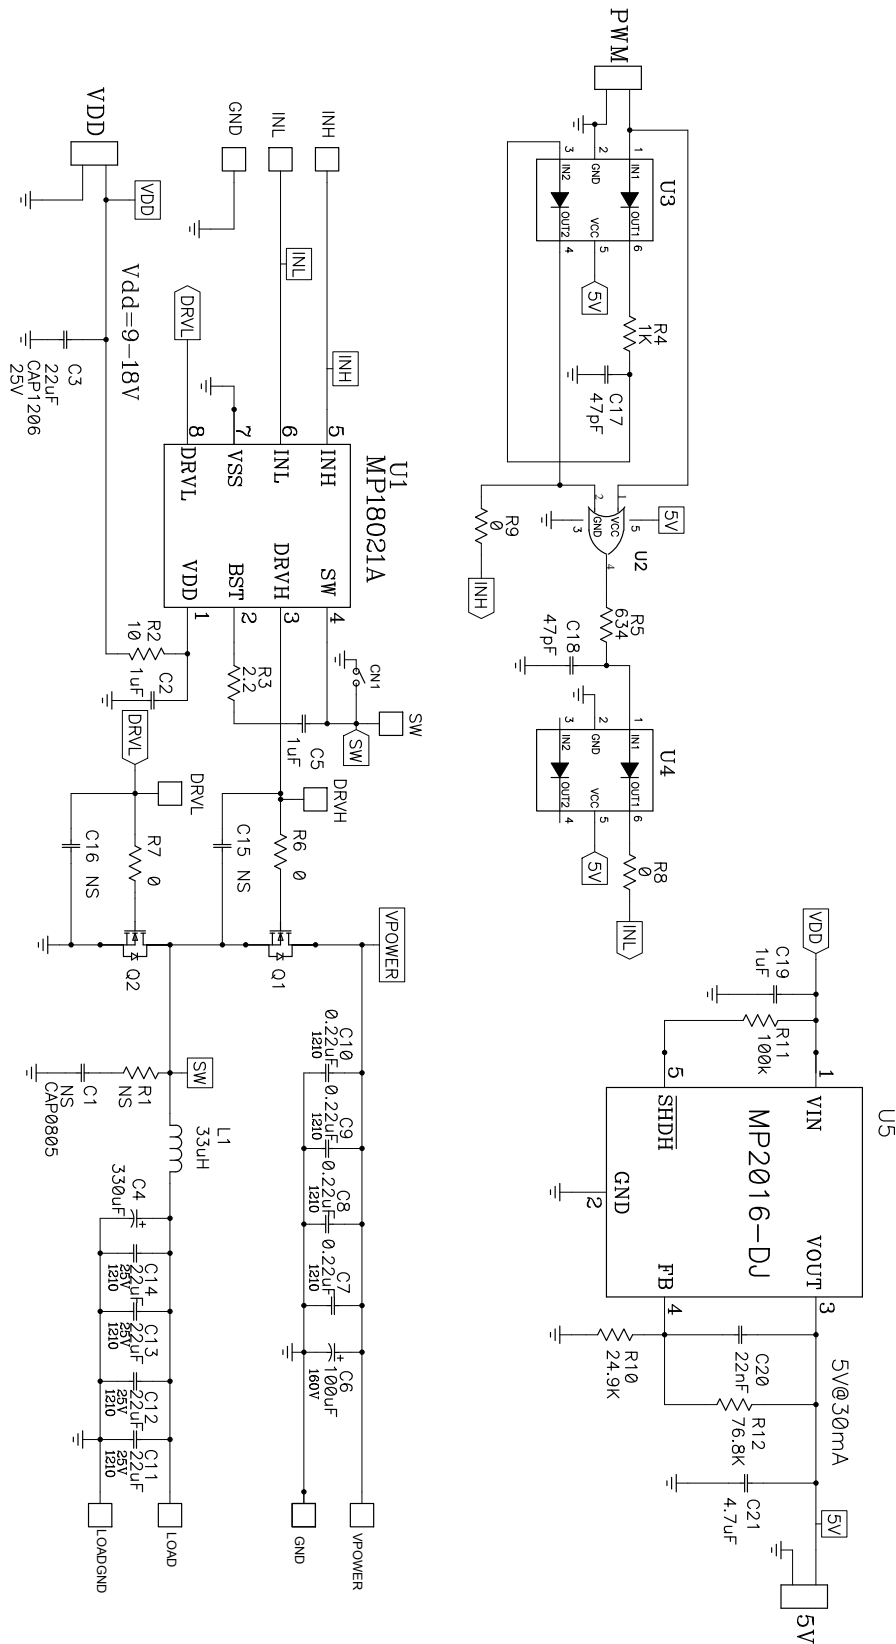 PWM
U3
1
IN1
OUT1
6
2
GND
VCC
5
3
IN2
OUT2
4
5V
R4
1K
C17
47pF
5V
1
2
VCC
GND
5
3
4
U2
R9
0
INH
R5
634
C18
47pF
U4
1
IN1
OUT1
6
2
GND
VCC
5
3
IN2
OUT2
4
5V
R8
0
INL
VDD
C19
1uF
R11
100k
U5
MP2016-DJ
1
VIN
5
SHDH
GND
2
VOUT
3
FB
4
R10
24.9K
C20
22nF
R12
76.8K
5V@30mA
C21
4.7uF
5V
5V
INH
INL
GND
INH
INL
VDD
VDD
Vdd=9-18V
C3
22uF
CAP1206
25V
DRVL
U1
MP18021A
5
INH
6
INL
7
VSS
8
DRVL
SW
4
DRVH
3
BST
2
VDD
1
R2
10
C2
1uF
R3
2.2
CN1
C5
1uF
SW
SW
DRVL
DRVL
DRVH
R6
0
R7
0
C15 NS
C16 NS
Q1
Q2
VPOWER
C10
0.22uF
1210
C9
0.22uF
1210
C8
0.22uF
1210
C7
0.22uF
1210
C6
100uF
160V
VPOWER
GND
SW
R1
NS
C1
NS
CAP0805
L1
33uH
C4
330uF
C14
22uF
25V
1210
C13
22uF
25V
1210
C12
22uF
25V
1210
C11
22uF
25V
1210
LOAD
LOADGND